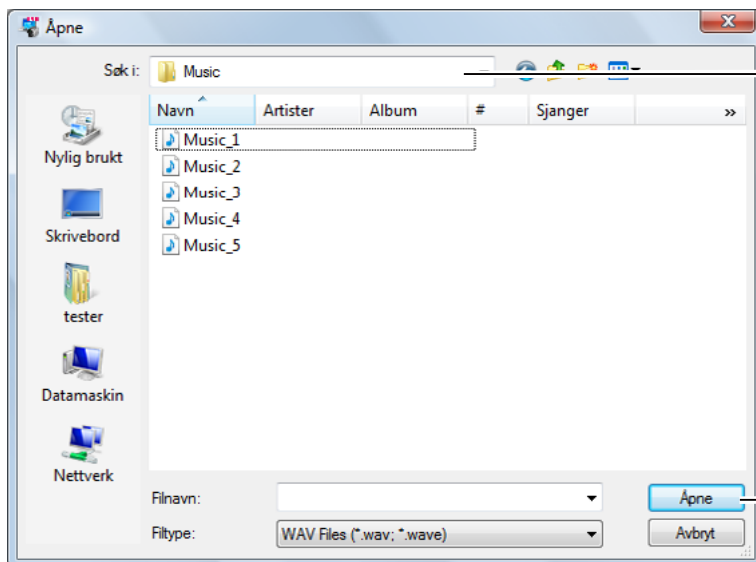 Åpne
Søk i: Music
Navn Artister Album # Sjanger »
Music_1
Music_2
Music_3
Music_4
Music_5
Nylig brukt
Skrivebord
tester
Datamaskin
Nettverk
Filnavn: Åpne
Filtype: WAV Files (*.wav; *.wave) Avbryt